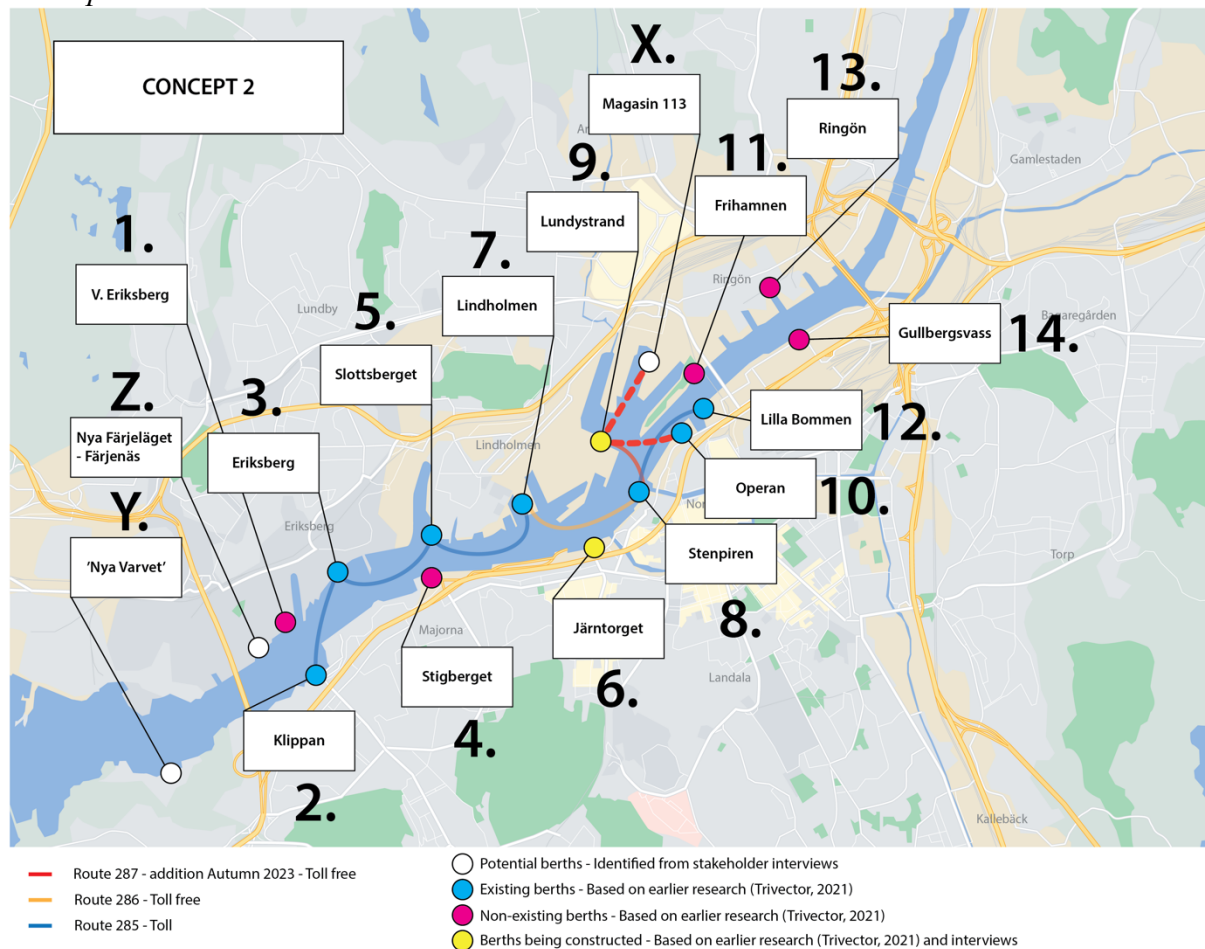 CONCEPT 2
X.
Magasin 113
13.
Ringön
9.
Lundystrand
11.
Frihamnen
Gamlestaden
1.
V. Eriksberg
7.
Lindholmen
Lundby
5.
Slottsberget
Ringön
Bagaregården
Gullbergsvass
14.
Z.
Nya Färjeläget
- Färjenäs
3.
Eriksberg
Lindholmen
Lilla Bommen
12.
Operan
10.
Nor
Y.
'Nya Varvet'
Eriksberg
Stenpiren
8.
Torp
Majorna
Järntorget
6.
Landala
Stigberget
4.
Klippan
2.
Kallebäck
Route 287 - addition Autumn 2023 - Toll free
Route 286 - Toll free
Route 285 - Toll
Potential berths - Identified from stakeholder interviews
Existing berths - Based on earlier research (Trivector, 2021)
Non-existing berths - Based on earlier research (Trivector, 2021)
Berths being constructed - Based on earlier research (Trivector, 2021) and interviews